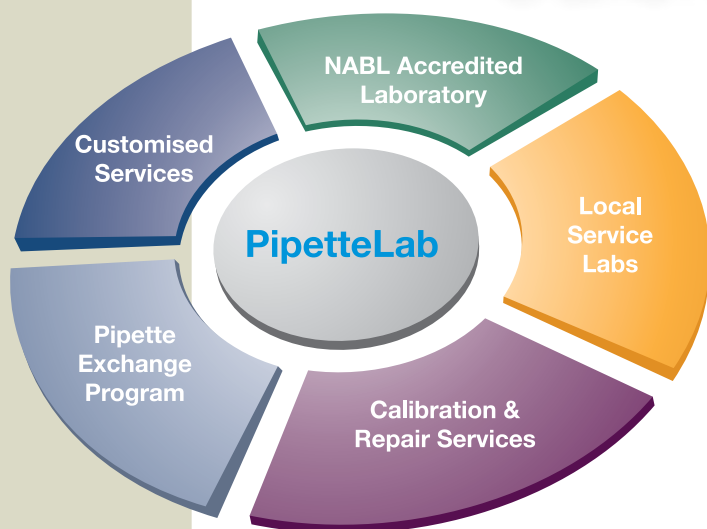 NABL Accredited
Laboratory
Customised
Services
Local
Service
Labs
PipetteLab
Pipette
Exchange
Program
Calibration &
Repair Services